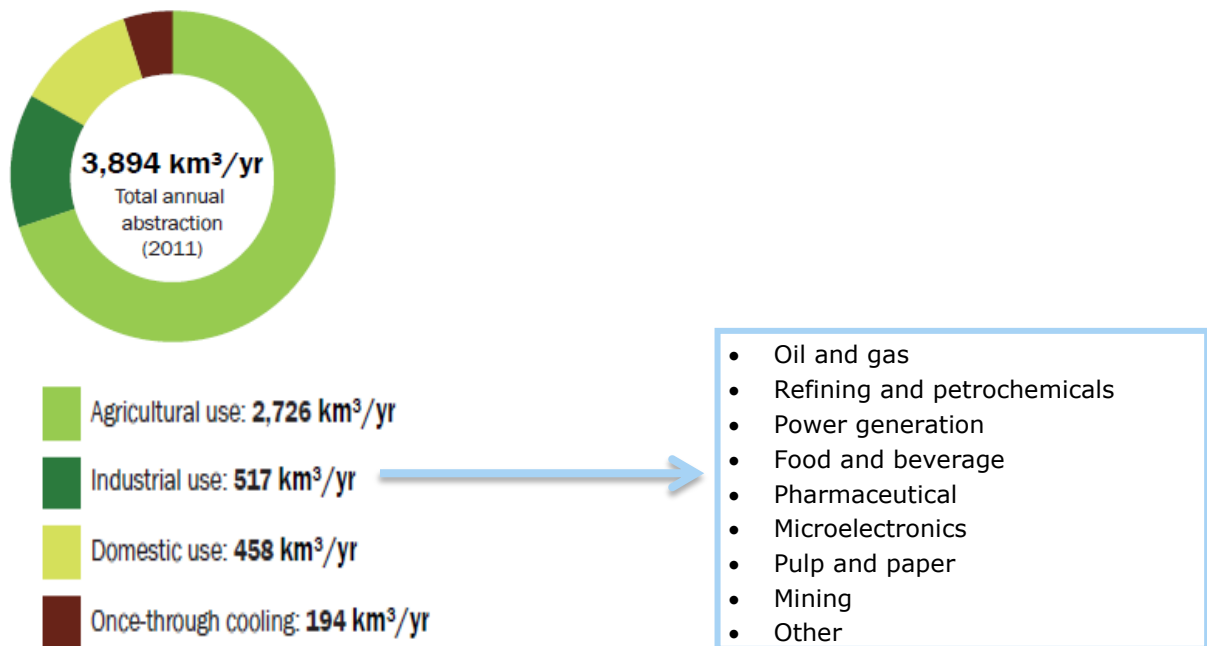 3,894 km³/yr
Total annual
abstraction
(2011)
Agricultural use: 2,726 km³/yr
Industrial use: 517 km³/yr
Domestic use: 458 km³/yr
Once-through cooling: 194 km³/yr
• Oil and gas
• Refining and petrochemicals
• Power generation
• Food and beverage
• Pharmaceutical
• Microelectronics
• Pulp and paper
• Mining
• Other